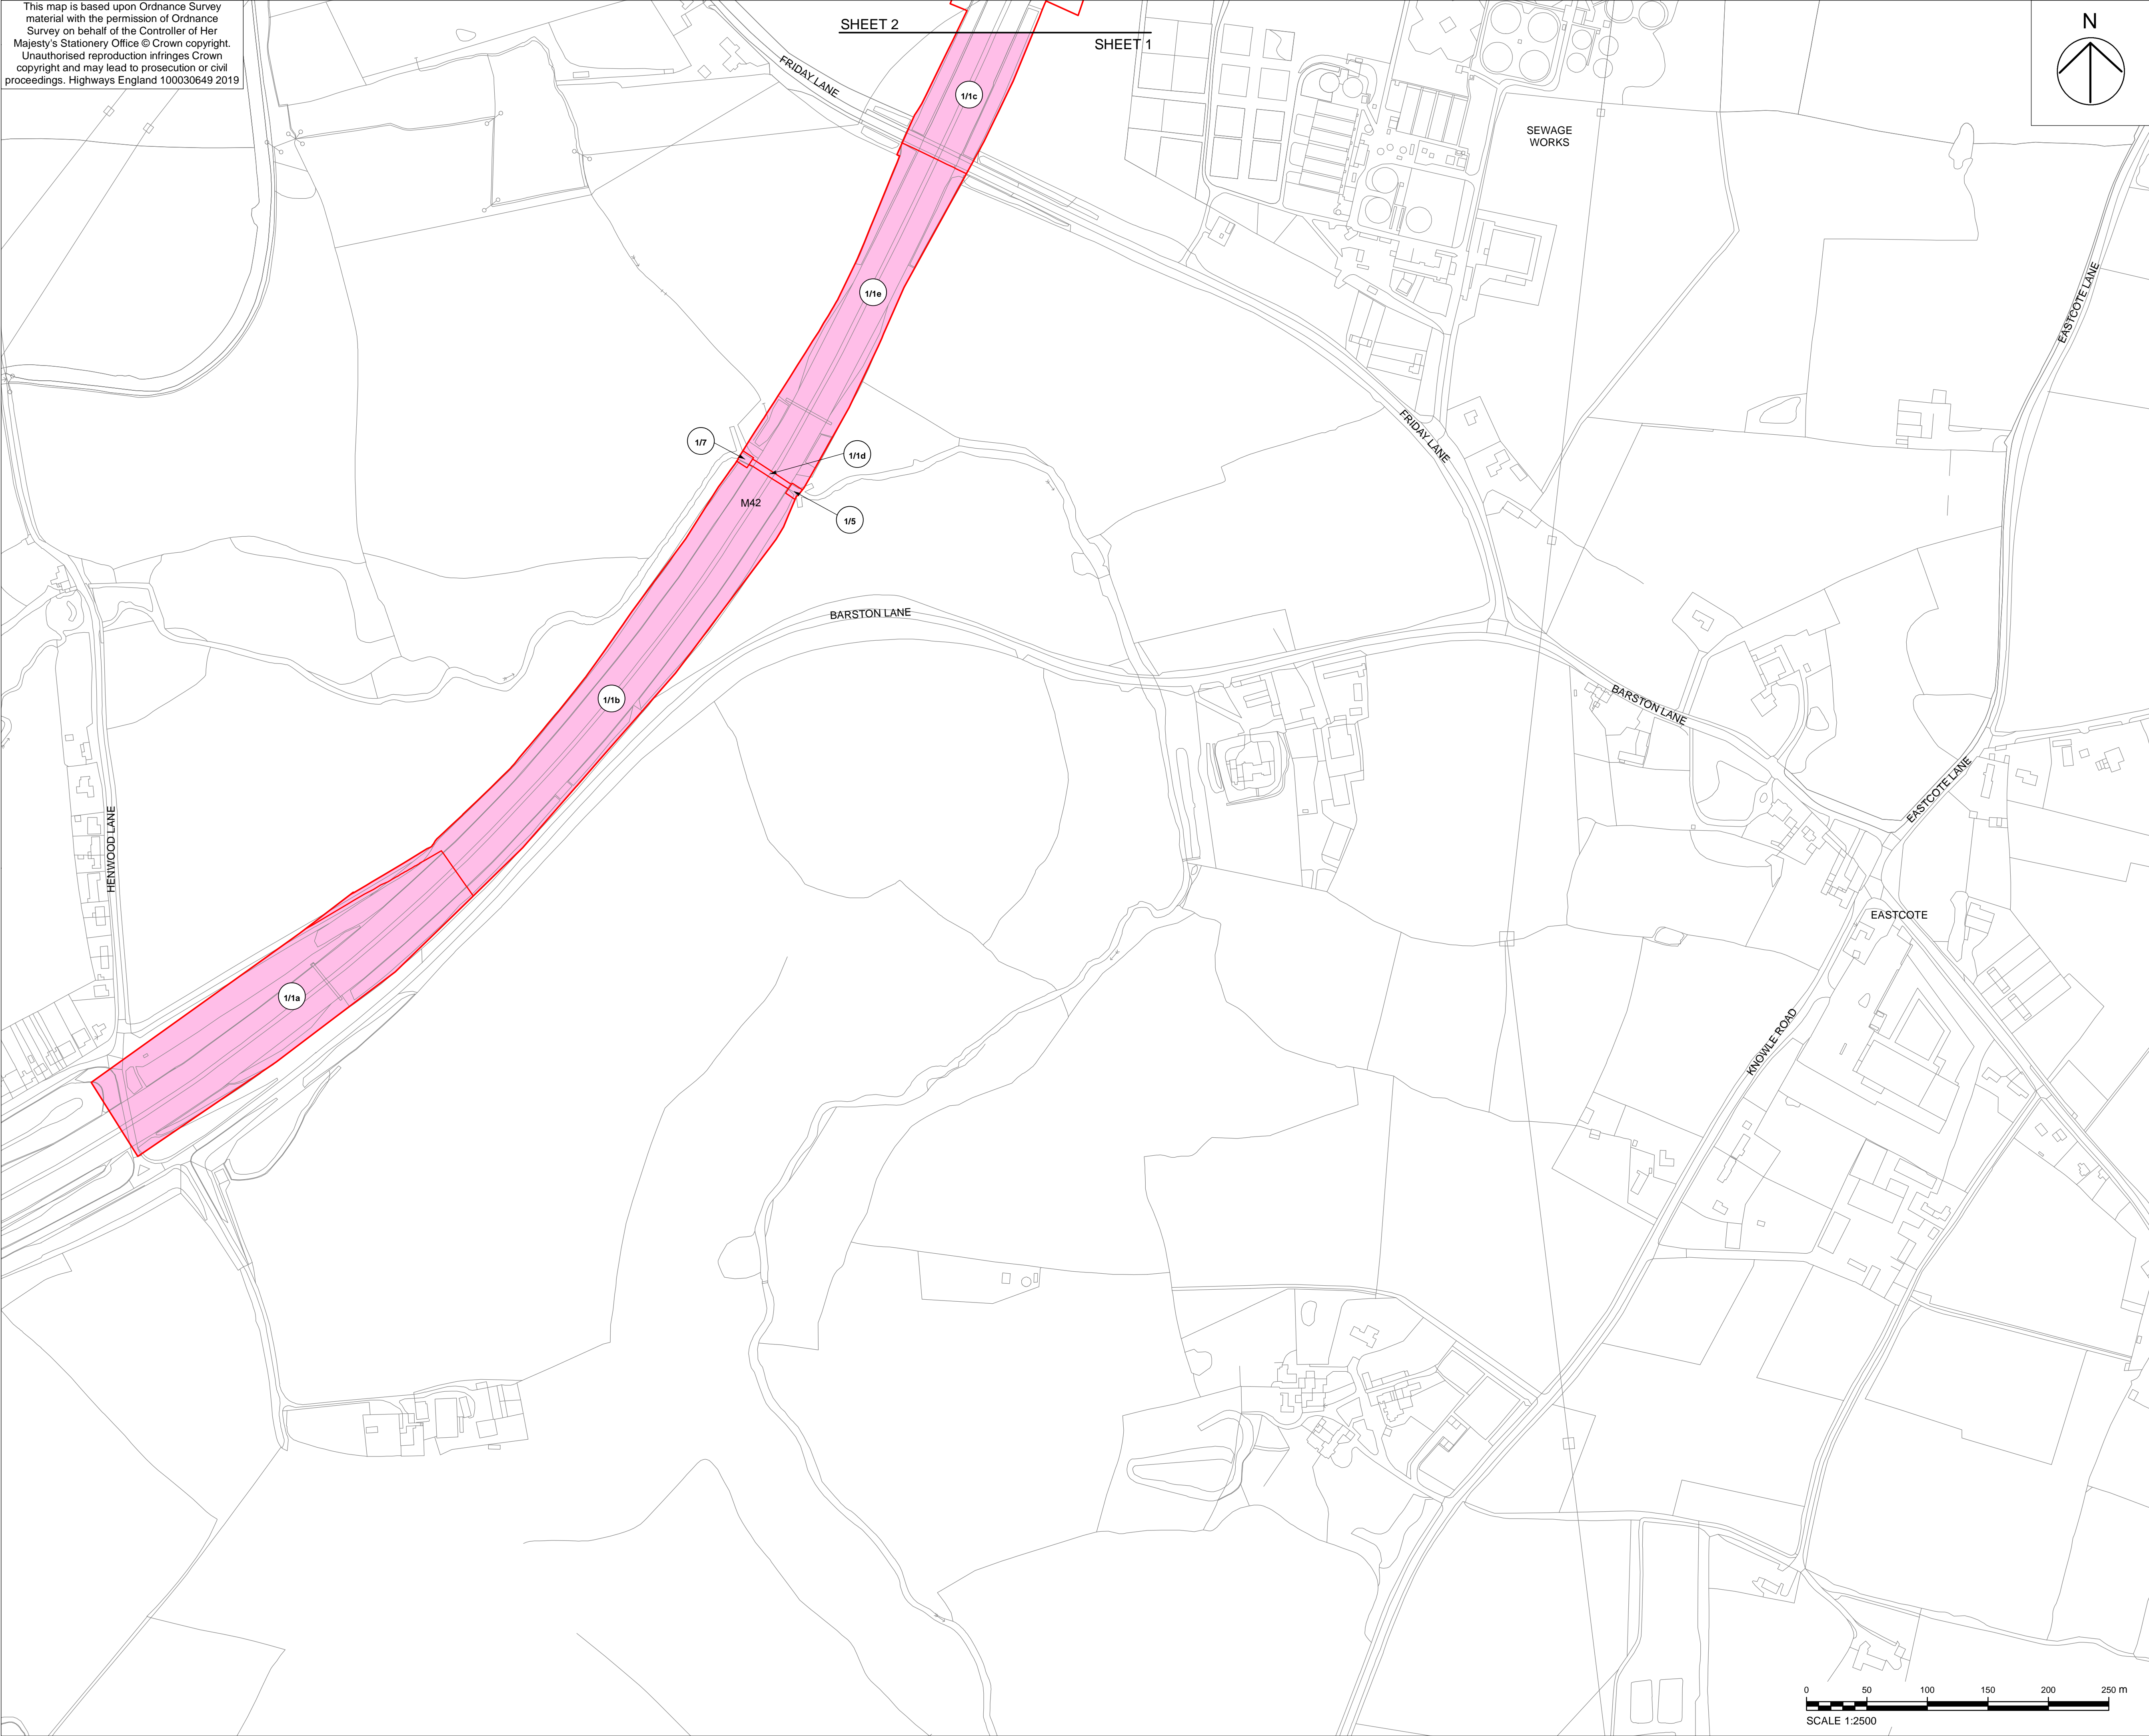 This map is based upon Ordnance Survey
material with the permission of Ordnance
Survey on behalf of the Controller of Her
Majesty's Stationery Office © Crown copyright.
Unauthorised reproduction infringes Crown
copyright and may lead to prosecution or civil
proceedings. Highways England 100030649 2019
SHEET 2
SHEET 1
N
FRIDAY LANE
1/1c
SEWAGE
WORKS
1/1e
EASTCOTE LANE
FRIDAY LANE
1/7
1/1d
M42
1/5
BARSTON LANE
1/1b
BARSTON LANE
EASTCOTE LANE
HENWOOD LANE
EASTCOTE
1/1a
KNOWLE ROAD
0 50 100 150 200 250 m
SCALE 1:2500